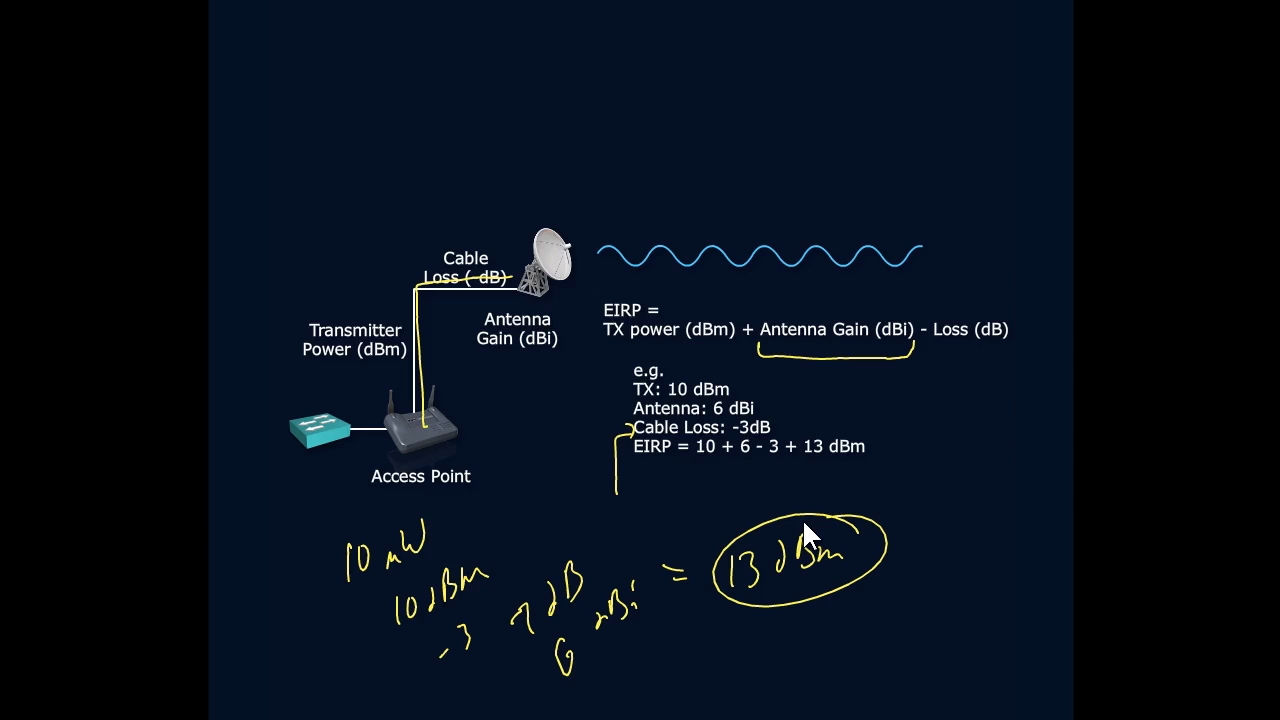 Cable
Loss (-dB)
Antenna
Gain (dBi)
Transmitter
Power (dBm)
Access Point
EIRP =
TX power (dBm) + Antenna Gain (dBi) - Loss (dB)
e.g.
TX: 10 dBm
Antenna: 6 dBi
Cable Loss: -3dB
EIRP = 10 + 6 - 3 + 13 dBm
10 mW
10 dBm
-3
dB
6
= 13 dBm